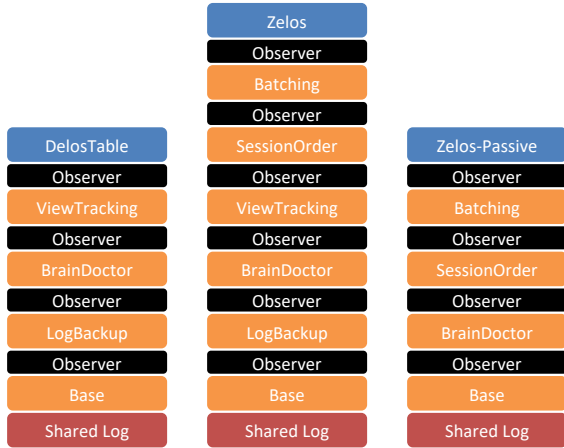 DelosTable
Observer
ViewTracking
Observer
BrainDoctor
Observer
LogBackup
Observer
Base
Shared Log
Zelos
Observer
Batching
Observer
SessionOrder
Observer
ViewTracking
Observer
BrainDoctor
Observer
LogBackup
Observer
Base
Shared Log
Zelos-Passive
Observer
Batching
Observer
SessionOrder
Observer
BrainDoctor
Observer
Base
Shared Log